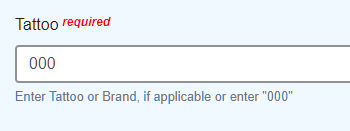 Tattoo required
000
Enter Tattoo or Brand, if applicable or enter "000"